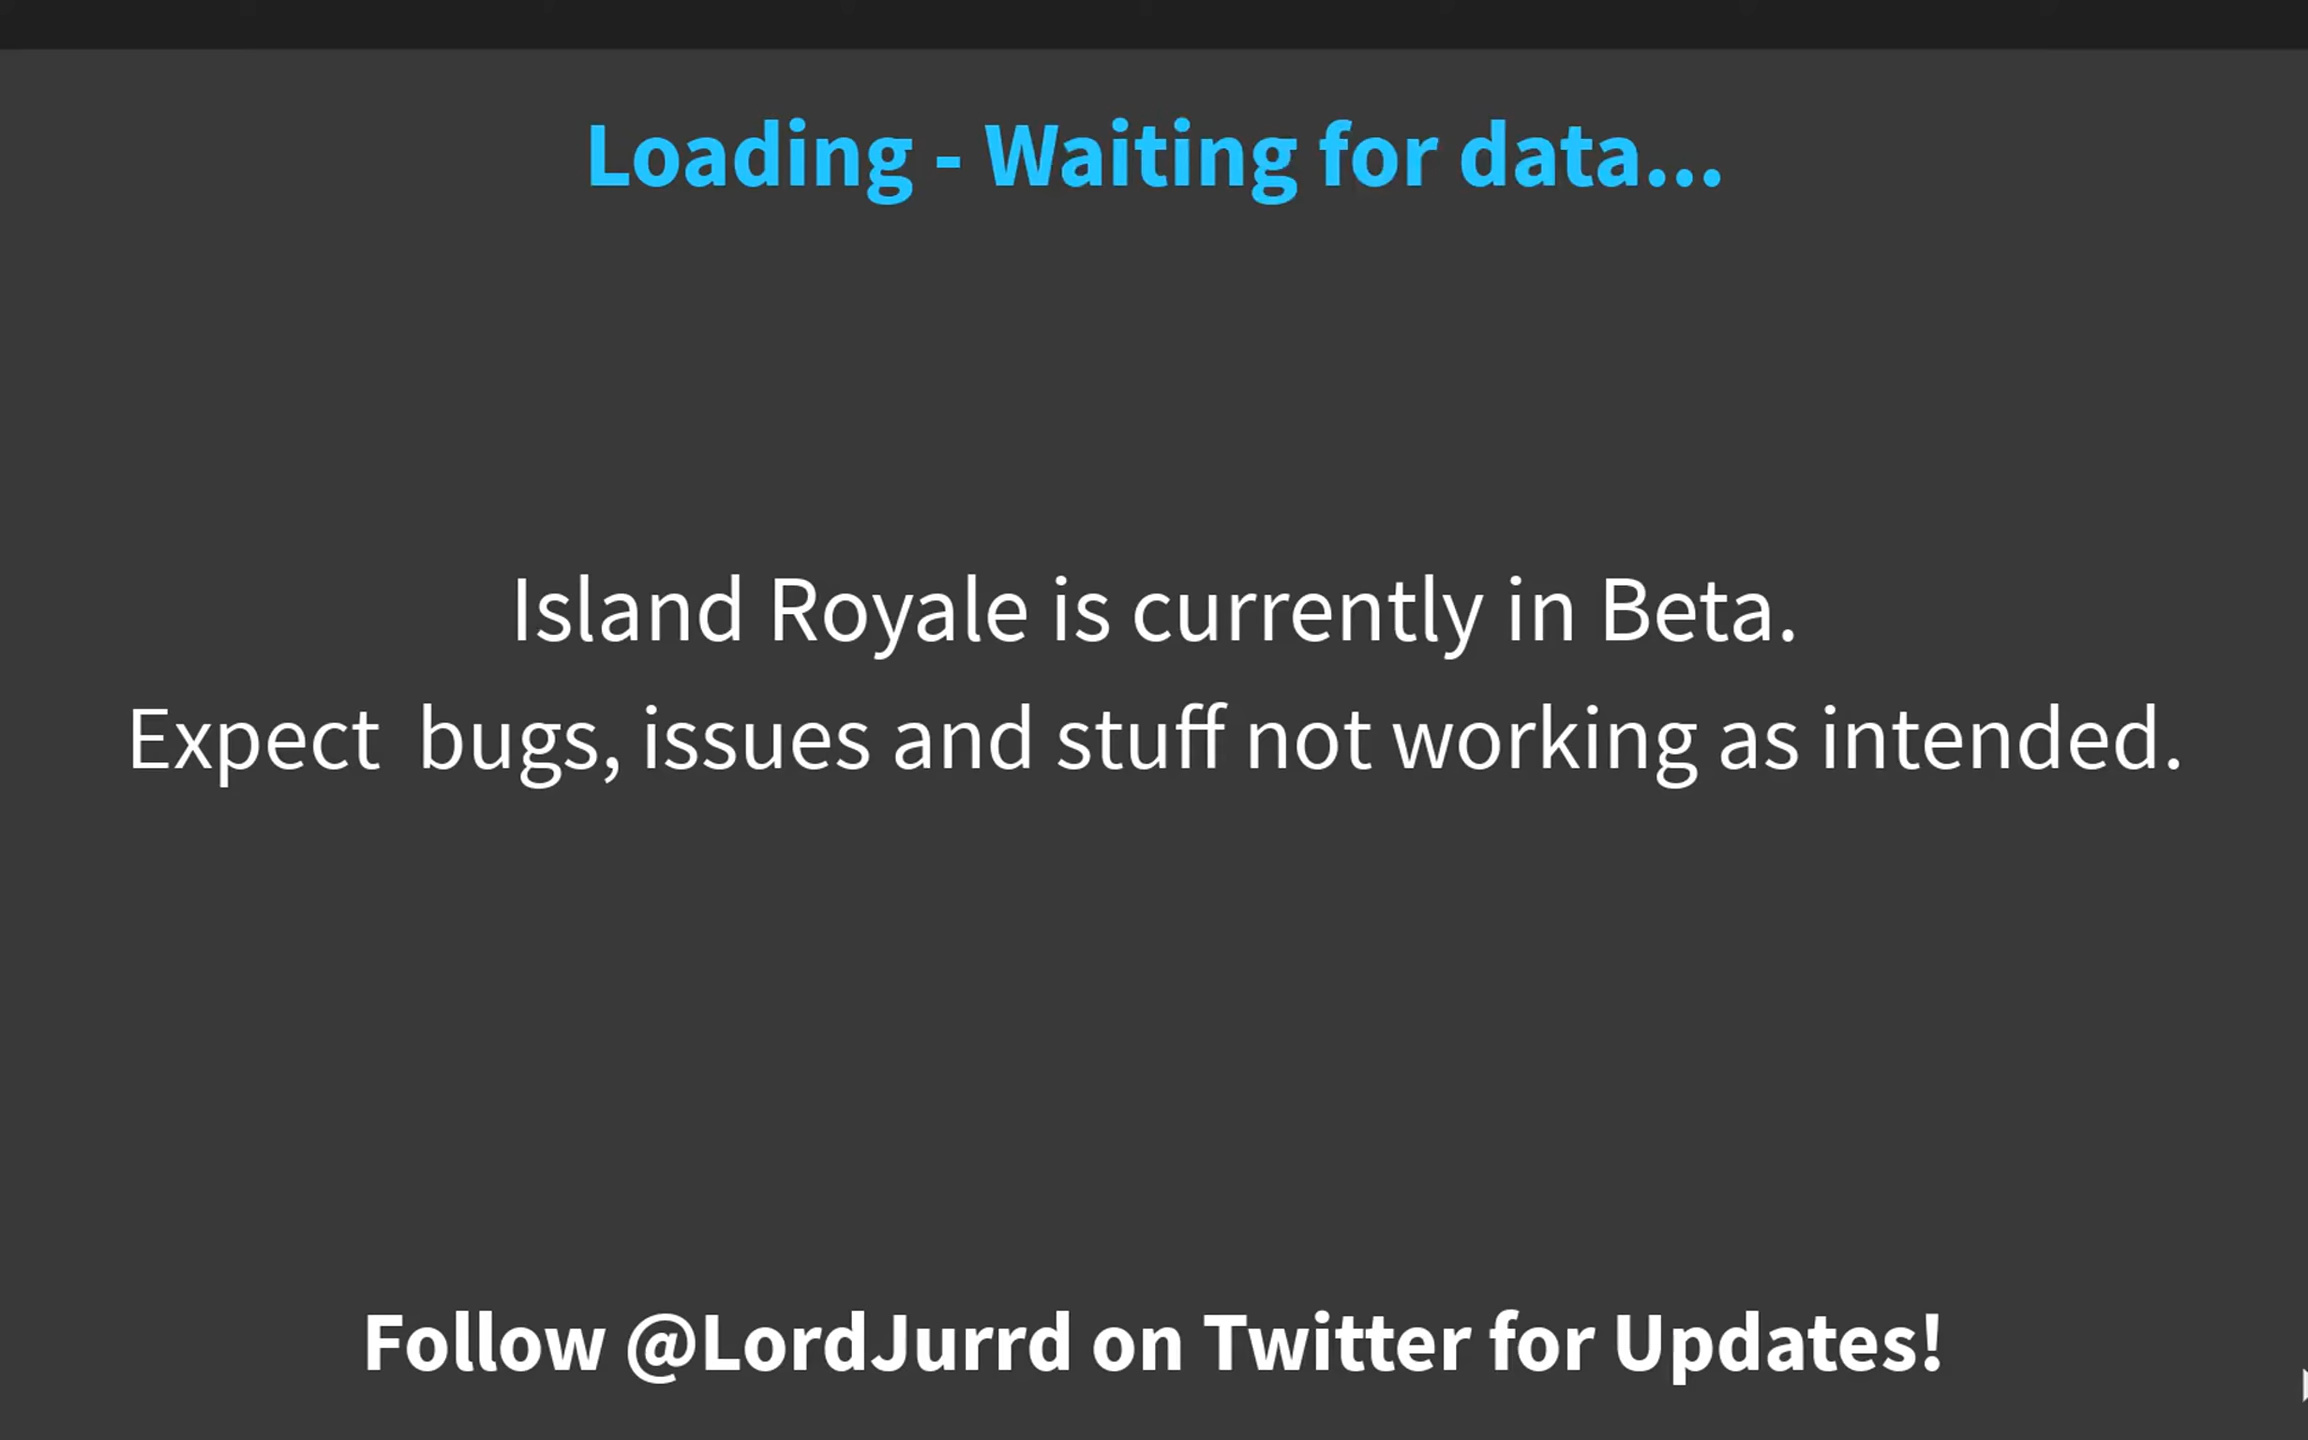 Loading - Waiting for data...
Island Royale is currently in Beta.
Expect  bugs, issues and stuff not working as intended.
Follow @LordJurrd on Twitter for Updates!